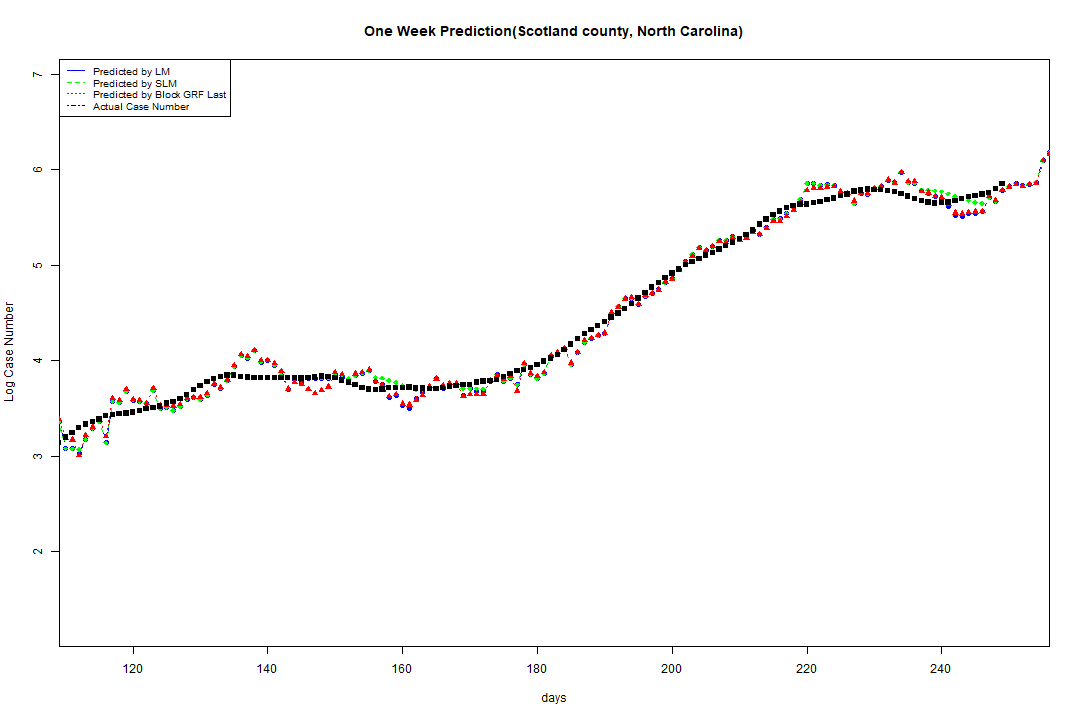 One Week Prediction(Scotland county, North Carolina)
Predicted by LM
Predicted by SLM
Predicted by Block GRF Last
Actual Case Number
7
6
5
4
3
2
Log Case Number
120 140 160 180 200 220 240
days